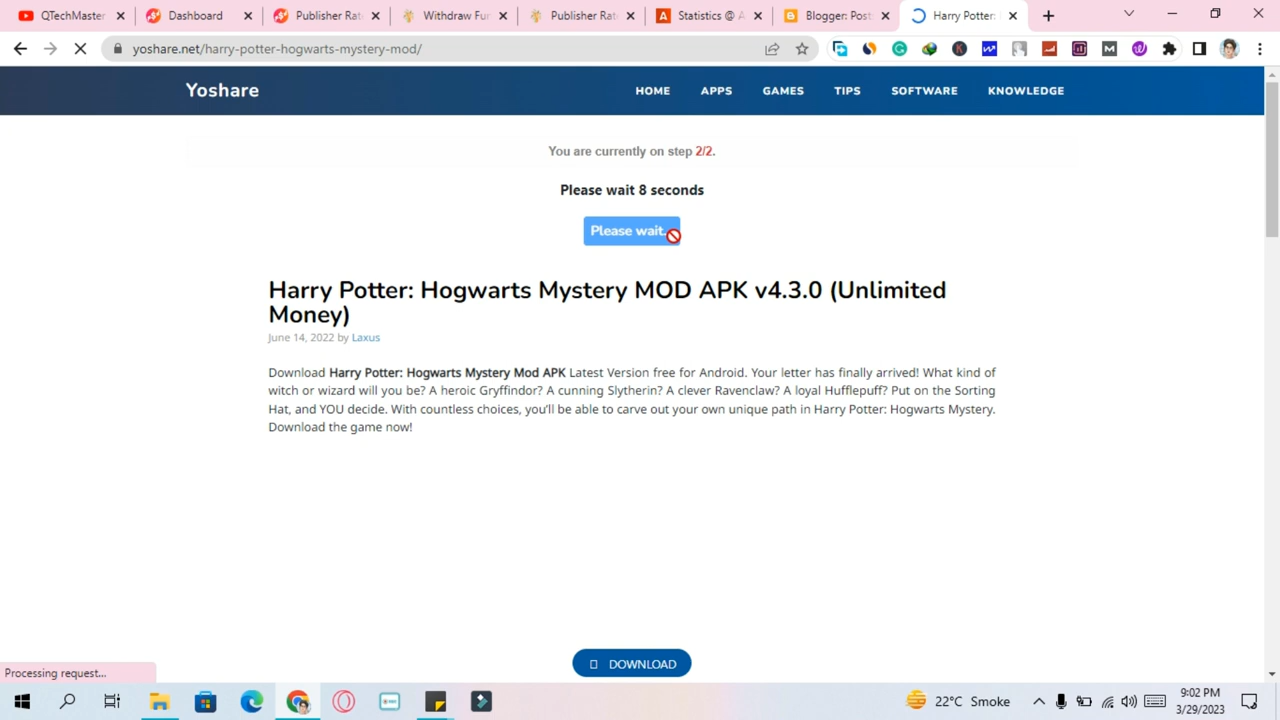 QTechMaster
Dashboard
Publisher Rat
Withdraw Fur
Publisher Rat
Statistics @ A
Blogger: Post
Harry Potter:
yoshare.net/harry-potter-hogwarts-mystery-mod/
Yoshare
HOME APPS GAMES TIPS SOFTWARE KNOWLEDGE
You are currently on step 2/2.
Please wait 8 seconds
Please wait.
Harry Potter: Hogwarts Mystery MOD APK v4.3.0 (Unlimited
Money)
June 14, 2022 by Laxus
Download Harry Potter: Hogwarts Mystery Mod APK Latest Version free for Android. Your letter has finally arrived! What kind of
witch or wizard will you be? A heroic Gryffindor? A cunning Slytherin? A clever Ravenclaw? A loyal Hufflepuff? Put on the Sorting
Hat, and YOU decide. With countless choices, you'll be able to carve out your own unique path in Harry Potter: Hogwarts Mystery.
Download the game now!
DOWNLOAD
Processing request...
22°C Smoke
9:02 PM
3/29/2023